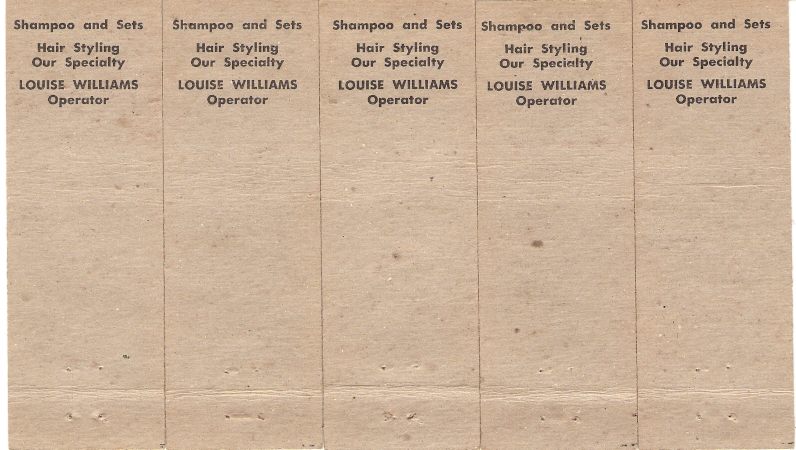 Shampoo and Sets
Hair Styling
Our Specialty
LOUISE WILLIAMS
Operator
Shampoo and Sets
Hair Styling
Our Specialty
LOUISE WILLIAMS
Operator
Shampoo and Sets
Hair Styling
Our Specialty
LOUISE WILLIAMS
Operator
Shampoo and Sets
Hair Styling
Our Specialty
LOUISE WILLIAMS
Operator
Shampoo and Sets
Hair Styling
Our Specialty
LOUISE WILLIAMS
Operator